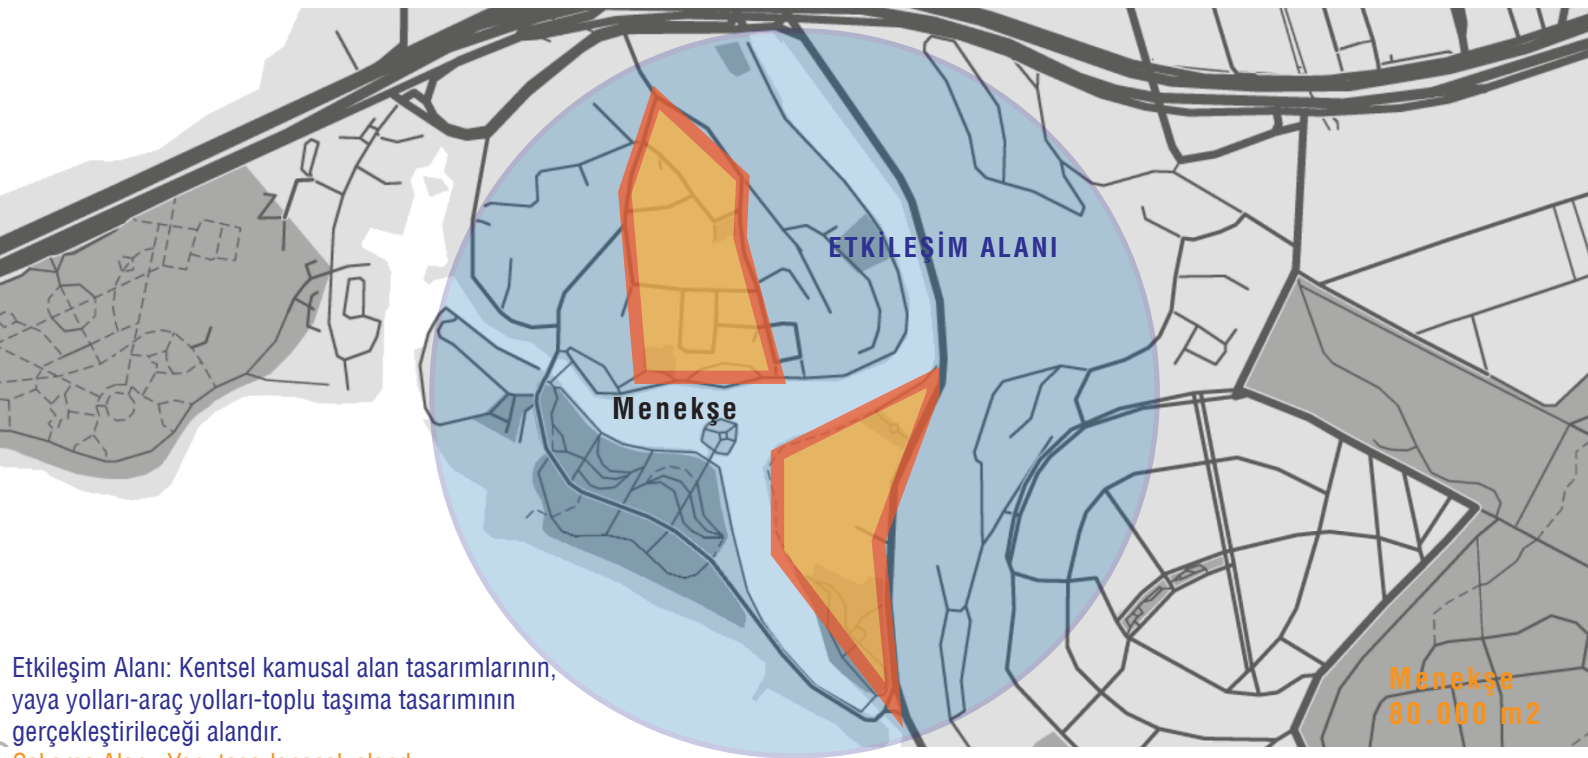 ETKİLEŞİM ALANI
Menekşe
Etkileşim Alanı: Kentsel kamusal alan tasarımlarının,
yaya yolları-araç yolları-toplu taşıma tasarımının
gerçekleştirileceği alandır.
Menekşe
80.000 m2